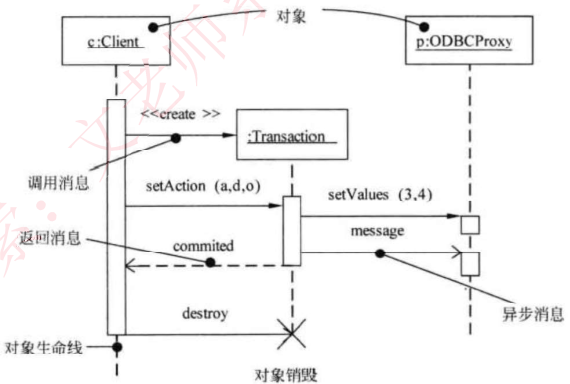 对象
c:Client
p:ODBCProxy
<<create >>
:Transaction
调用消息
setAction (a,d,o)
setValues (3,4)
返回消息
commited
message
destroy
异步消息
对象生命线
对象销毁